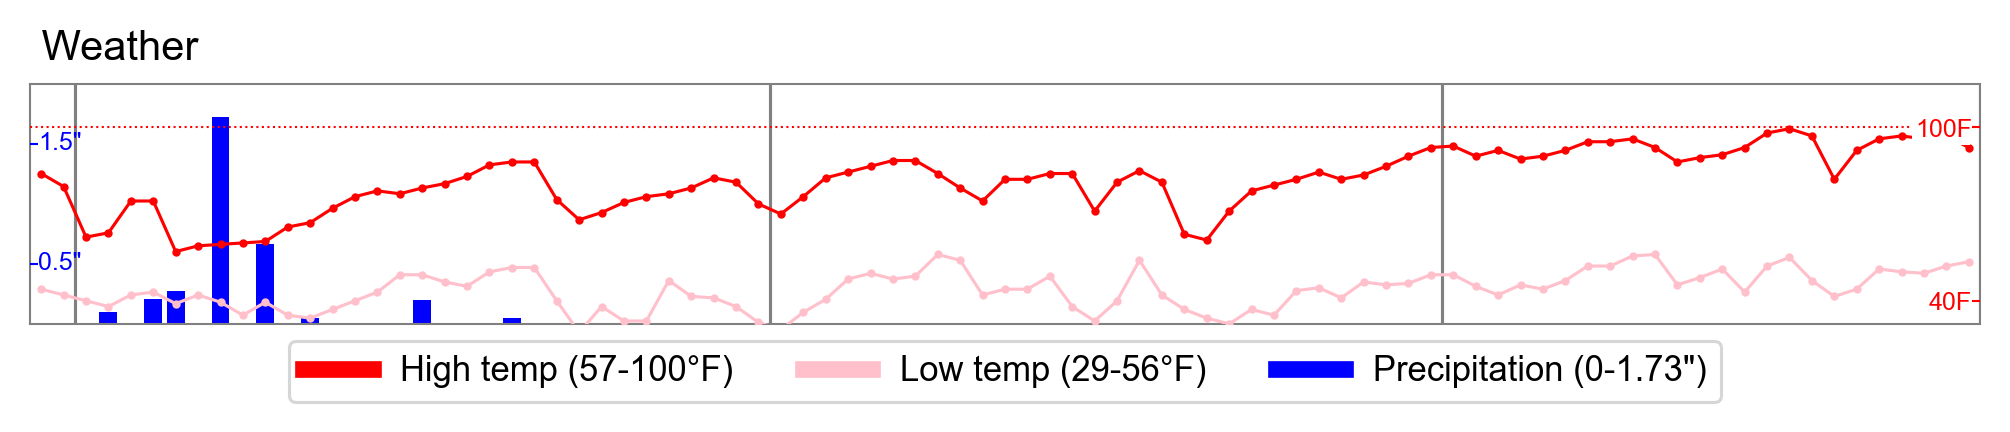 Weather
1.5"
100F
0.5"
40F
High temp (57-100°F) Low temp (29-56°F) Precipitation (0-1.73")